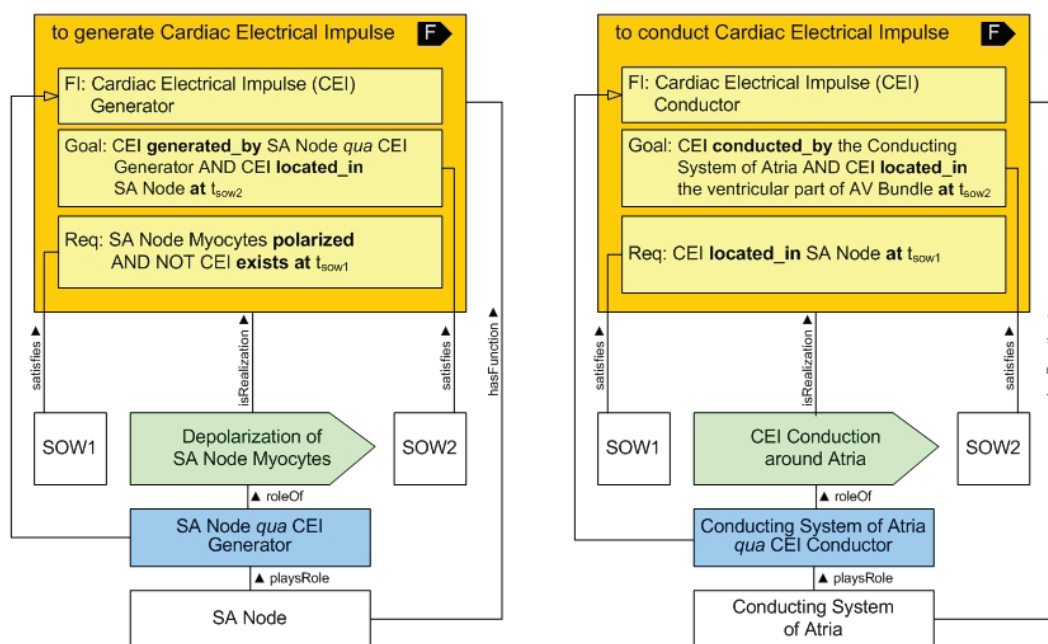 to generate Cardiac Electrical Impulse
F
FI: Cardiac Electrical Impulse (CEI)
Generator
Goal: CEI generated_by SA Node qua CEI
Generator AND CEI located_in
SA Node at tsow2
Req: SA Node Myocytes polarized
AND NOT CEI exists at tsow1
satisfies ▲
isRealization ▲
satisfies ▲
hasFunction ▲
SOW1
Depolarization of
SA Node Myocytes
SOW2
▲ roleOf
SA Node qua CEI
Generator
▲ playsRole
SA Node
to conduct Cardiac Electrical Impulse
F
FI: Cardiac Electrical Impulse (CEI)
Conductor
Goal: CEI conducted_by the Conducting
System of Atria AND CEI located_in
the ventricular part of AV Bundle at tsow2
Req: CEI located_in SA Node at tsow1
satisfies ▲
isRealization ▲
satisfies ▲
SOW1
CEI Conduction
around Atria
SOW2
▲ roleOf
Conducting System of Atria
qua CEI Conductor
▲ playsRole
Conducting System
of Atria